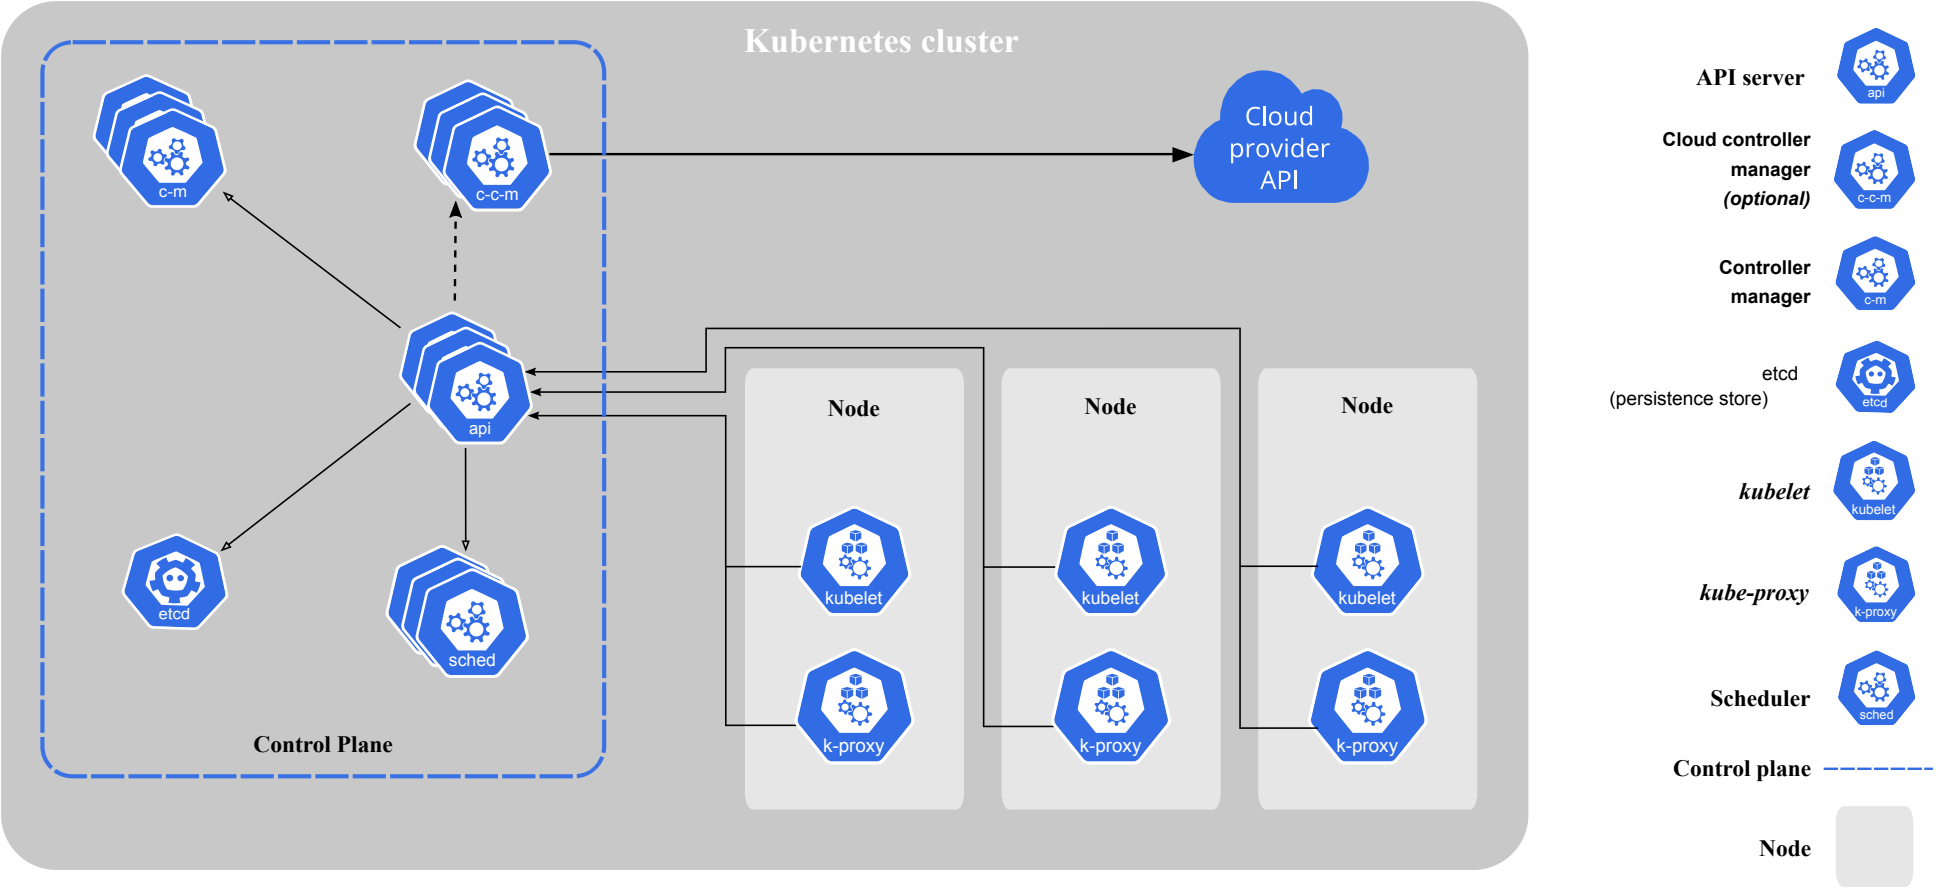 Kubernetes cluster
c-m
c-c-m
Cloud
provider
API
api
etcd
sched
Control Plane
Node
kubelet
k-proxy
Node
kubelet
k-proxy
Node
kubelet
k-proxy
API server
api
Cloud controller
manager
(optional)
c-c-m
Controller
manager
c-m
etcd
(persistence store)
etcd
kubelet
kubelet
kube-proxy
k-proxy
Scheduler
sched
Control plane
Node